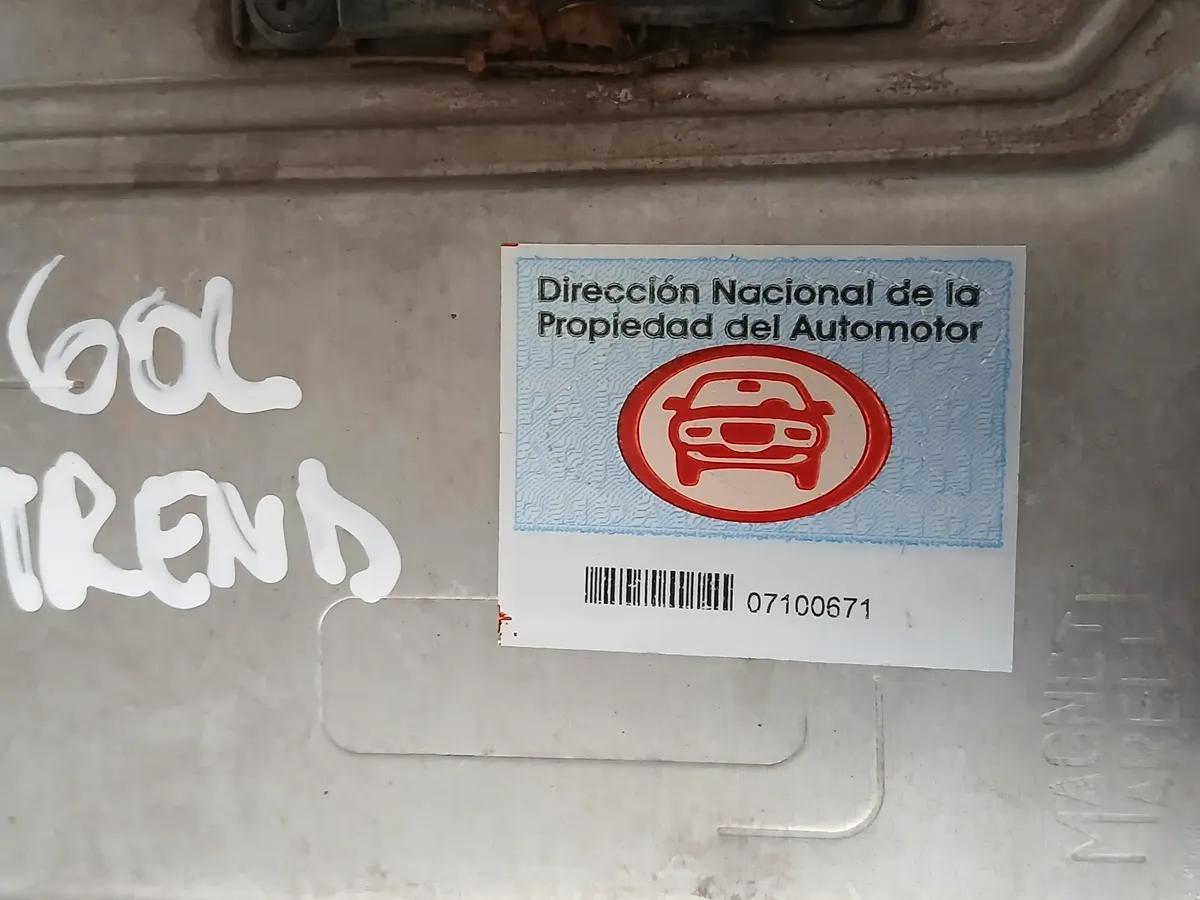 GOL
TREND
Dirección Nacional de la
Propiedad del Automotor
07100671
MAGNETI
MARELLI